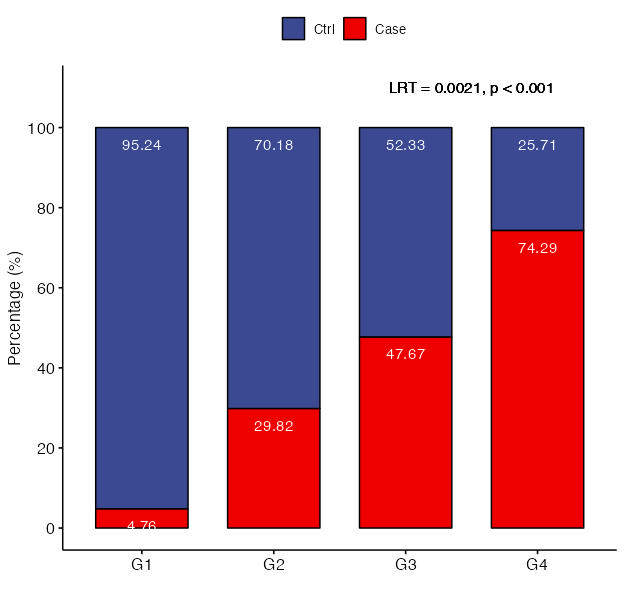 Ctrl Case
LRT = 0.0021, p < 0.001
100
95.24 70.18 52.33 25.71
80
74.29
Percentage (%)
60
47.67
40
29.82
20
4.76
0
G1 G2 G3 G4